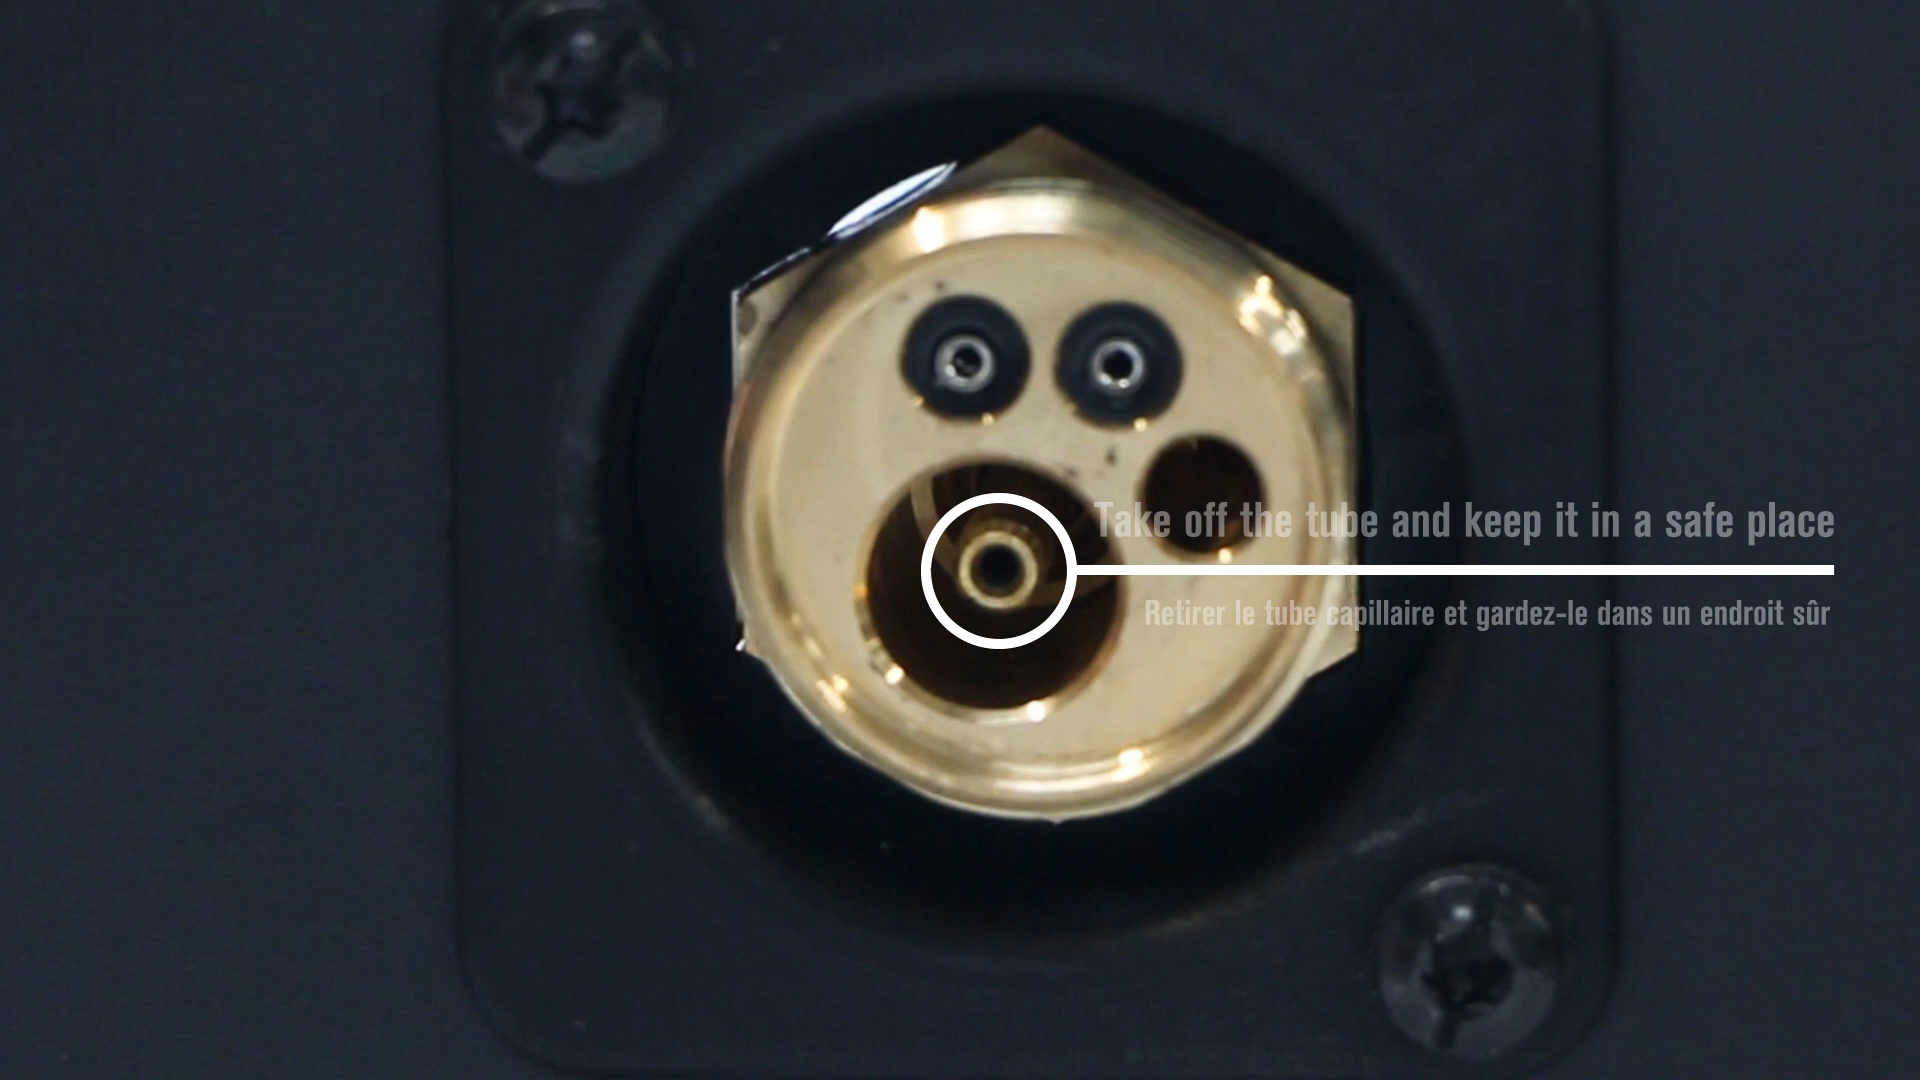 Take off the tube and keep it in a safe place
Retirer le tube capillaire et gardez-le dans un endroit sûr